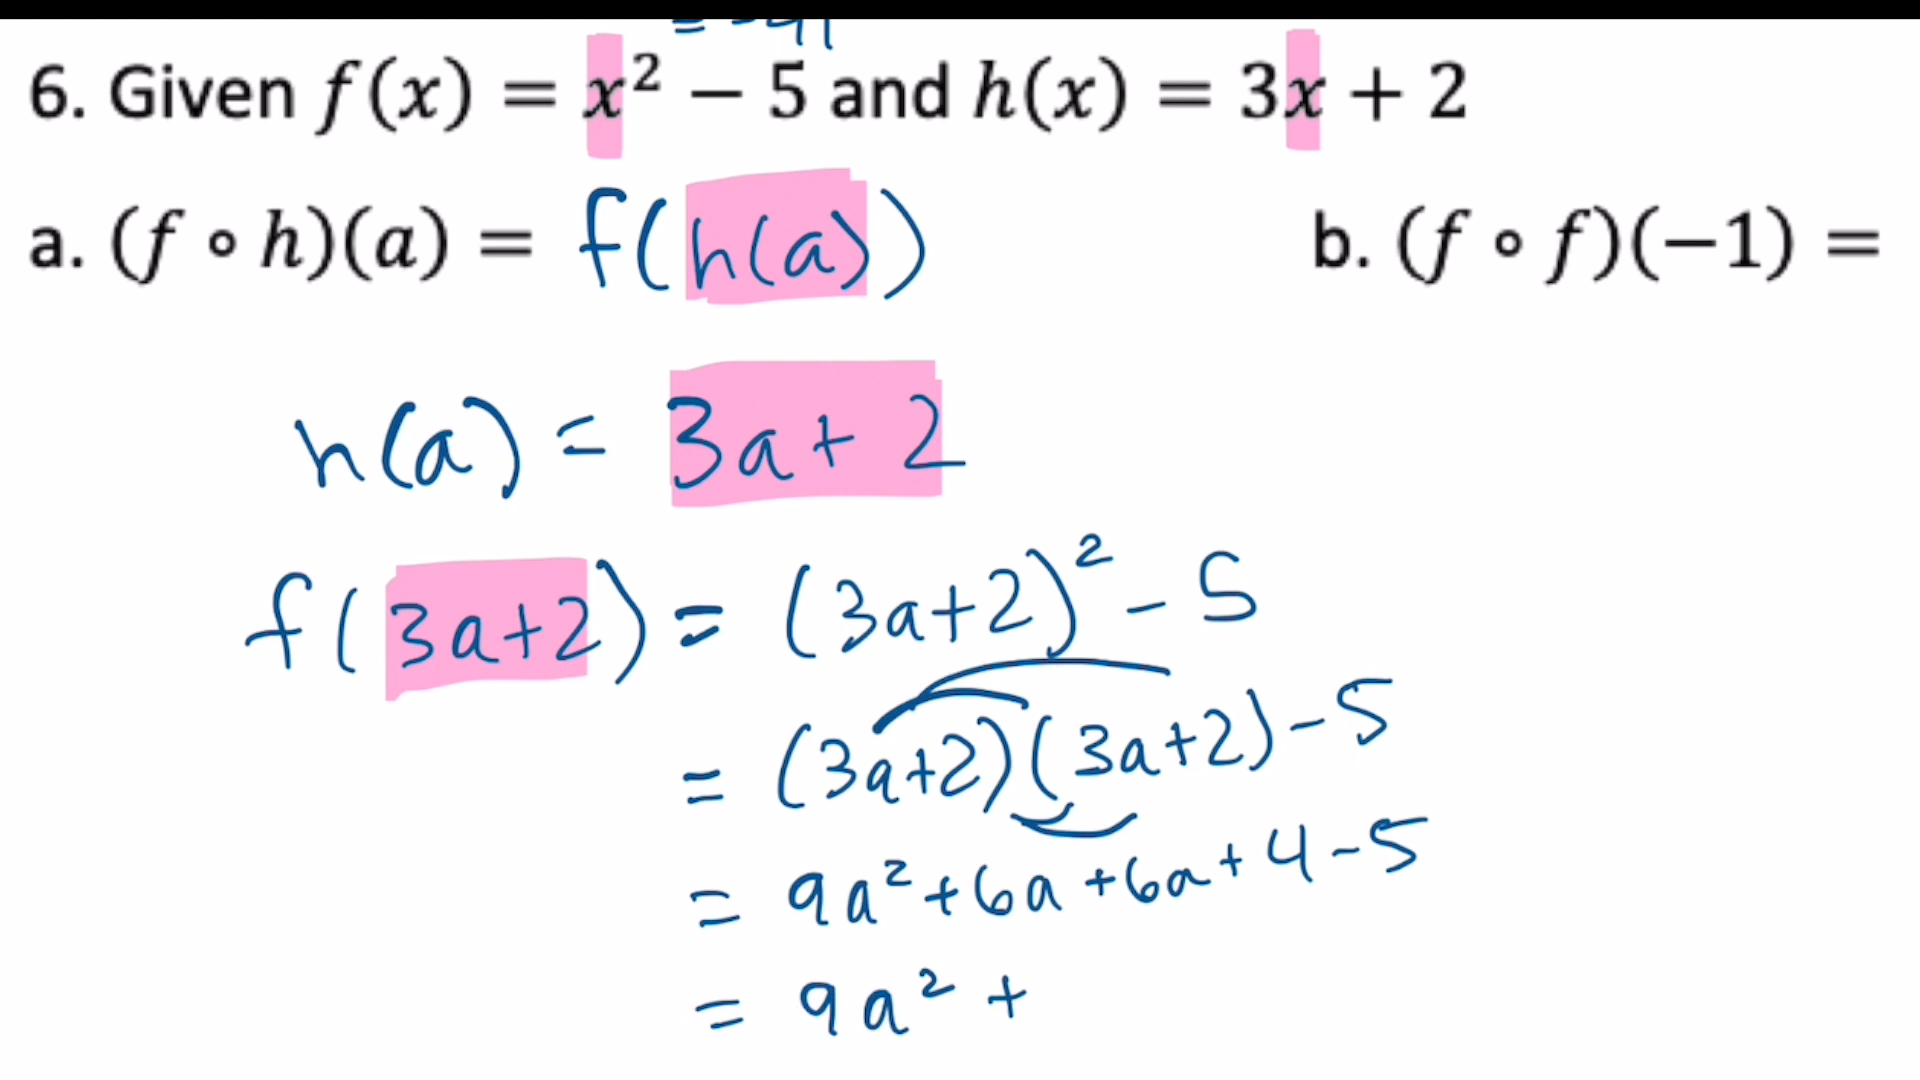 = -41
6. Given f(x) = x² − 5 and h(x) = 3x + 2
a. (f ∘ h)(a) = f(h(a))
b. (f ∘ f)(−1) =
h(a) = 3a + 2
f(3a+2) = (3a+2)² - 5
= (3a+2)(3a+2) - 5
= 9a² + 6a + 6a + 4 - 5
= 9a² +